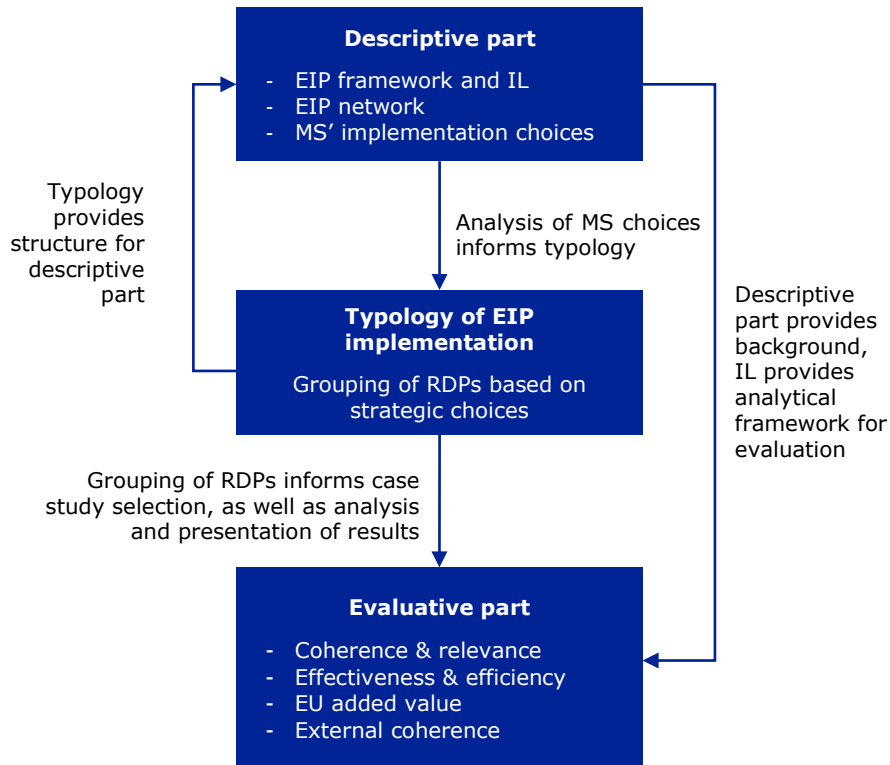 Descriptive part
- EIP framework and IL
- EIP network
- MS’ implementation choices
Typology
provides
structure for
descriptive
part
Analysis of MS choices
informs typology
Typology of EIP
implementation
Grouping of RDPs based on
strategic choices
Descriptive
part provides
background,
IL provides
analytical
framework for
evaluation
Grouping of RDPs informs case
study selection, as well as analysis
and presentation of results
Evaluative part
- Coherence & relevance
- Effectiveness & efficiency
- EU added value
- External coherence